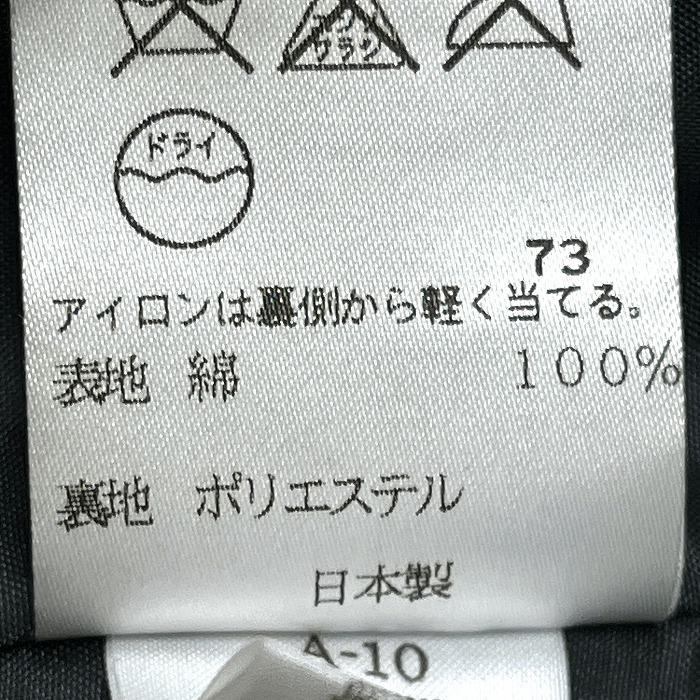 エンソ
サラシ
ドライ
73
アイロンは裏側から軽く当てる。
表地 綿 100%
裏地 ポリエステル
日本製
A-10